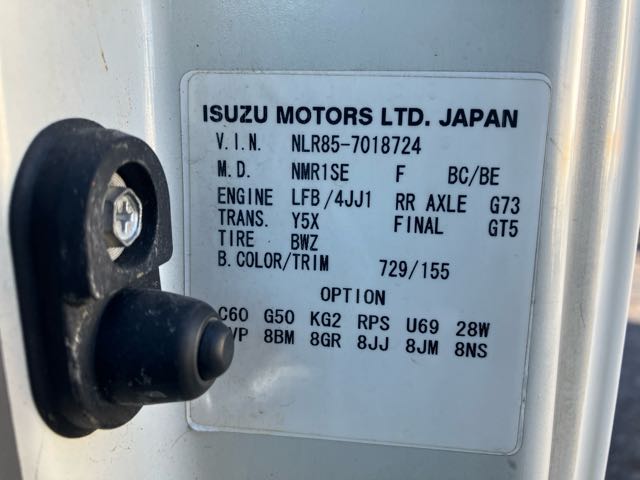 ISUZU MOTORS LTD. JAPAN
V.I.N. NLR85-7018724
M.D. NMR1SE F BC/BE
ENGINE LFB/4JJ1 RR AXLE G73
TRANS. Y5X FINAL GT5
TIRE BWZ
B.COLOR/TRIM 729/155
OPTION
C60 G50 KG2 RPS U69 28W
8BM 8GR 8JJ 8JM 8NS